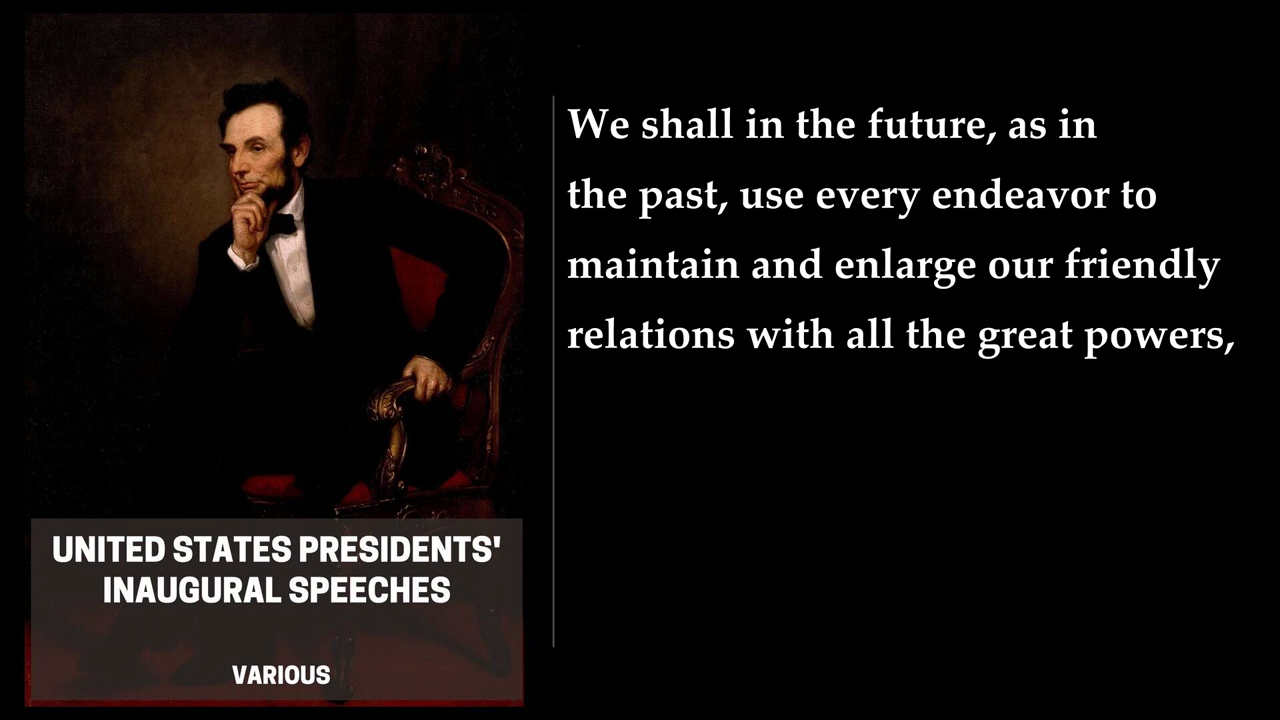 We shall in the future, as in
the past, use every endeavor to
maintain and enlarge our friendly
relations with all the great powers,
UNITED STATES PRESIDENTS'
INAUGURAL SPEECHES
VARIOUS